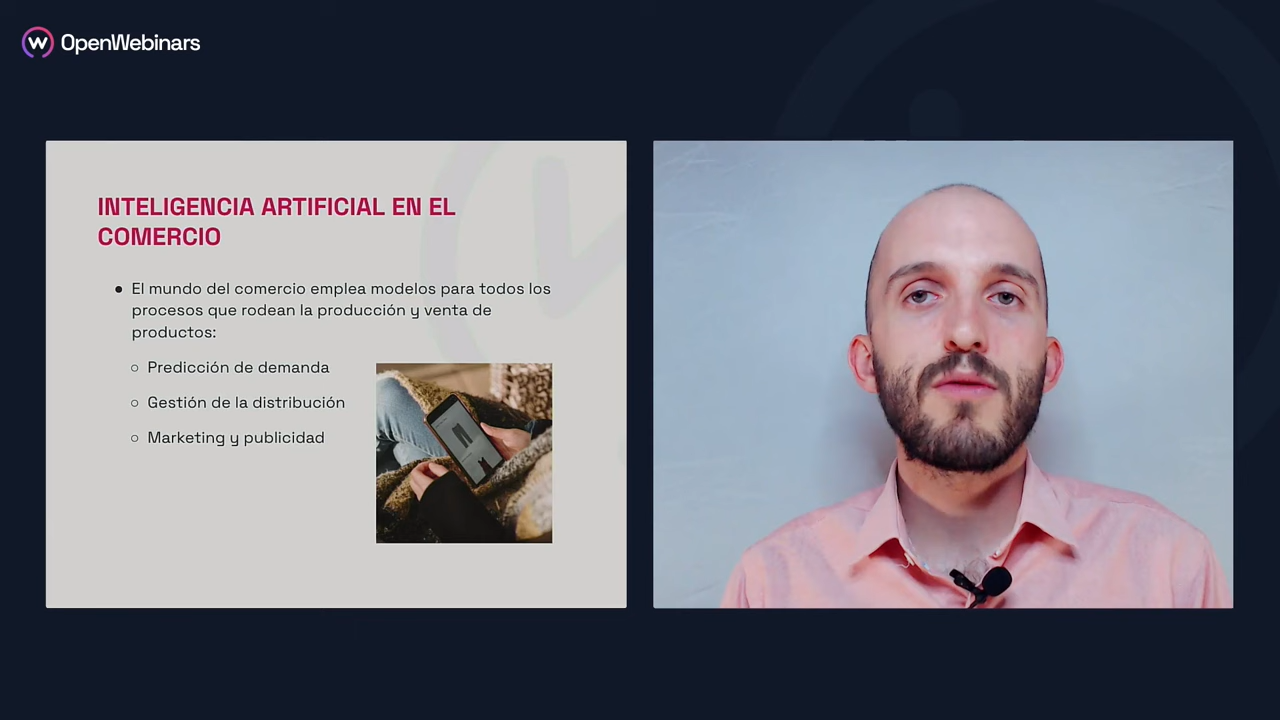 OpenWebinars
INTELIGENCIA ARTIFICIAL EN EL
COMERCIO
El mundo del comercio emplea modelos para todos los
procesos que rodean la producción y venta de
productos:
Predicción de demanda
Gestión de la distribución
Marketing y publicidad